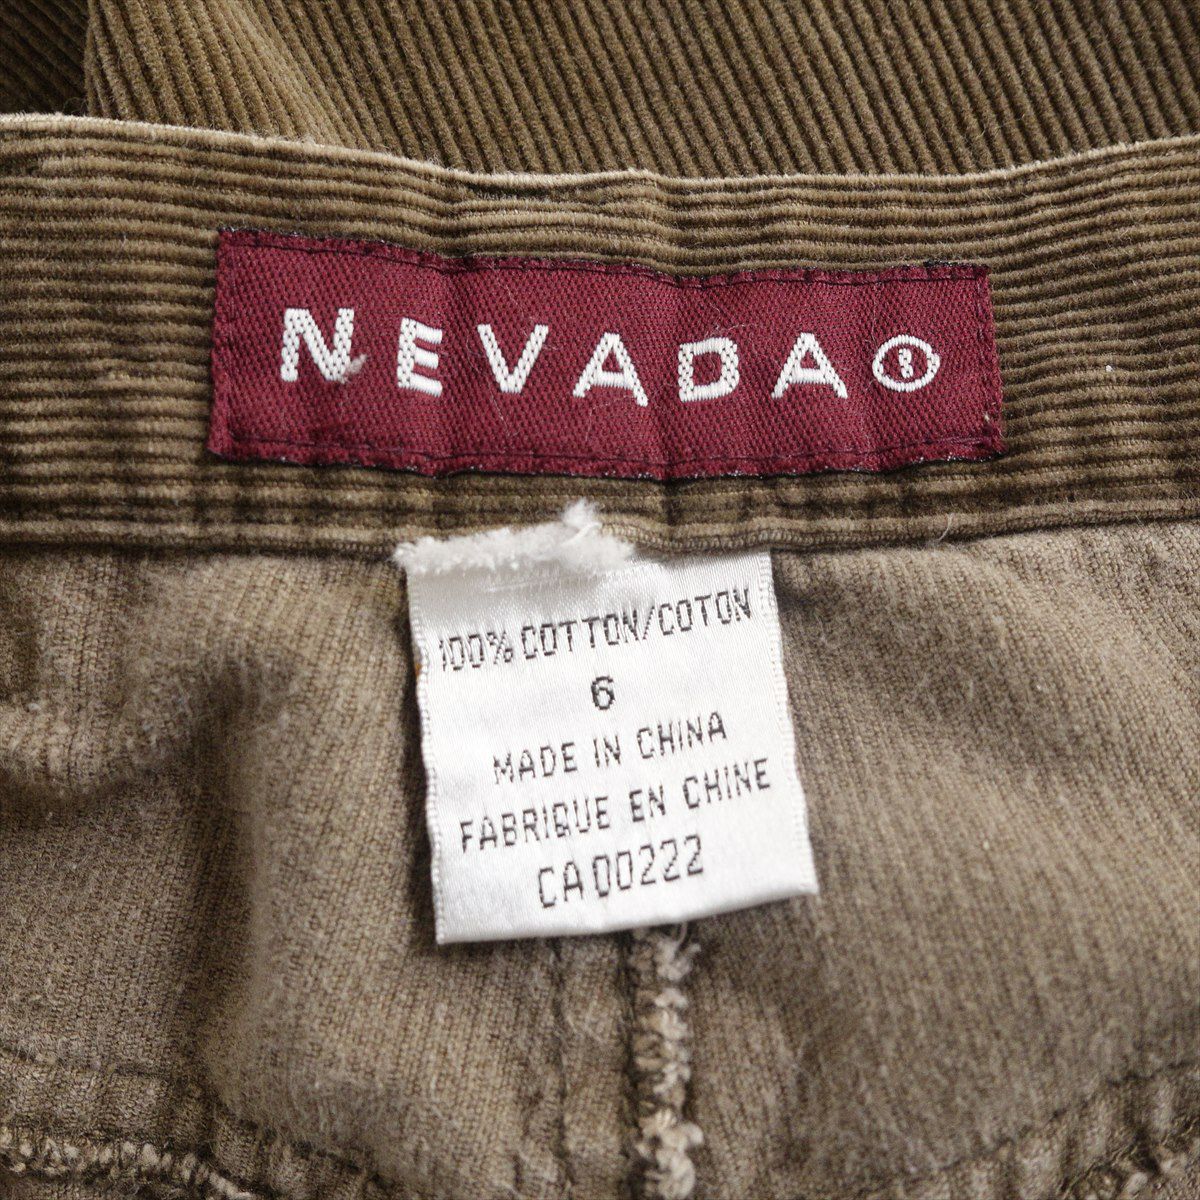 NEVADA®
100% COTTON/COTON
6
MADE IN CHINA
FABRIQUE EN CHINE
CA00222